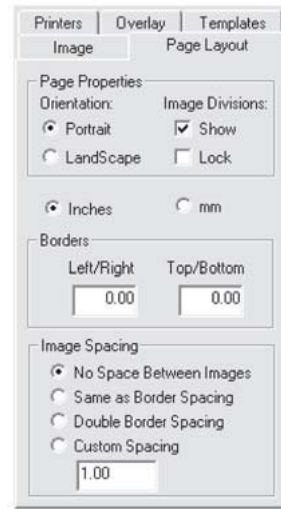 Printers Overlay Templates
Image Page Layout
Page Properties
Orientation: Image Divisions:
Portrait Show
LandScape Lock
Inches mm
Borders
Left/Right Top/Bottom
0.00 0.00
Image Spacing
No Space Between Images
Same as Border Spacing
Double Border Spacing
Custom Spacing
1.00